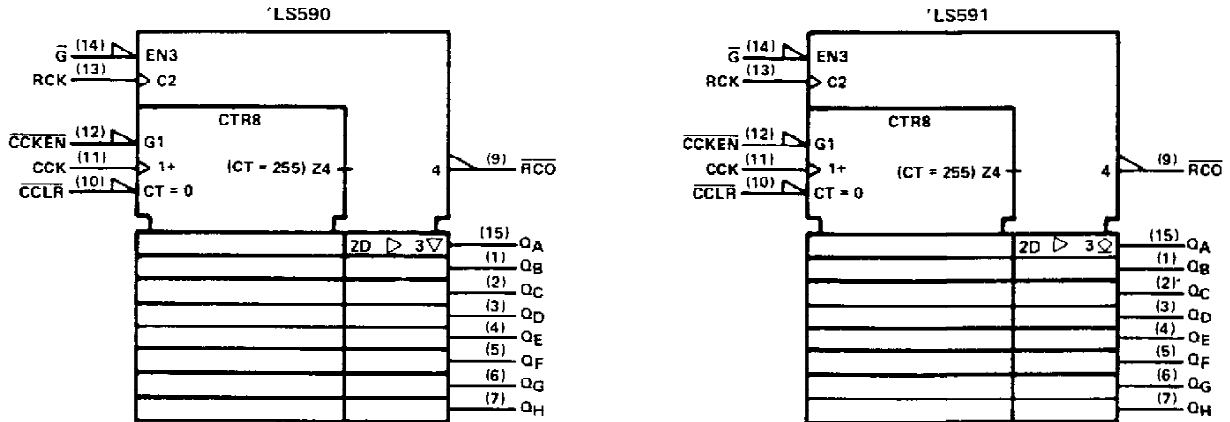 'LS590
G (14) EN3
RCK (13) C2
CTR8
CCKEN (12) G1
CCK (11) 1+ (CT = 255) Z4 4 (9) RCO
CCLR (10) CT = 0
2D ▷ 3▽ (15) QA
(1) QB
(2) QC
(3) QD
(4) QE
(5) QF
(6) QG
(7) QH
'LS591
G (14) EN3
RCK (13) C2
CTR8
CCKEN (12) G1
CCK (11) 1+ (CT = 255) Z4 4 (9) RCO
CCLR (10) CT = 0
2D ▷ 3 (15) QA
(1) QB
(2) QC
(3) QD
(4) QE
(5) QF
(6) QG
(7) QH